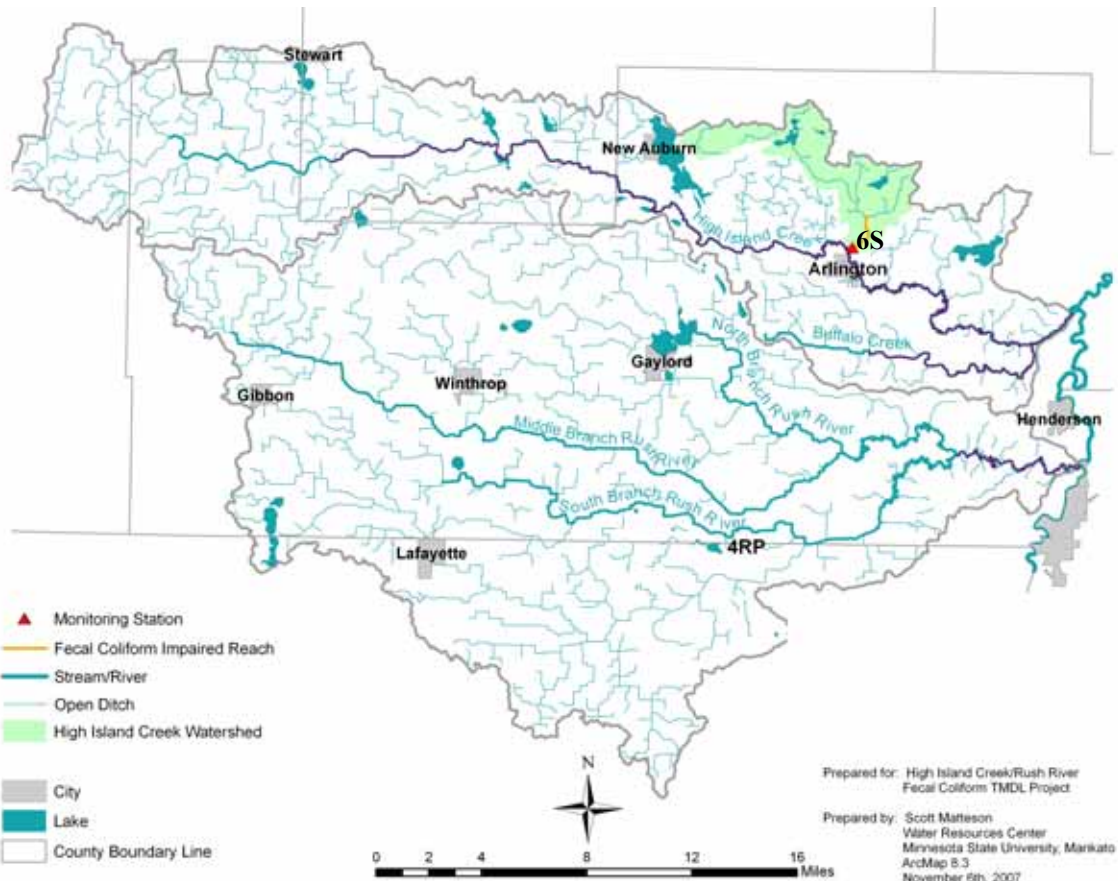 Stewart
New Auburn
High Island Creek
6S
Arlington
Buffalo Creek
North Branch Rush River
Gaylord
Winthrop
Gibbon
Henderson
Middle Branch Rush River
South Branch Rush River
4RP
Lafayette
Monitoring Station
Fecal Coliform Impaired Reach
Stream/River
Open Ditch
High Island Creek Watershed
City
Lake
County Boundary Line
N
0 2 4 8 12 16
Miles
Prepared for: High Island Creek/Rush River
Fecal Coliform TMDL Project
Prepared by: Scott Matteson
Water Resources Center
Minnesota State University, Mankato
ArcMap 8.3
November 6th, 2007